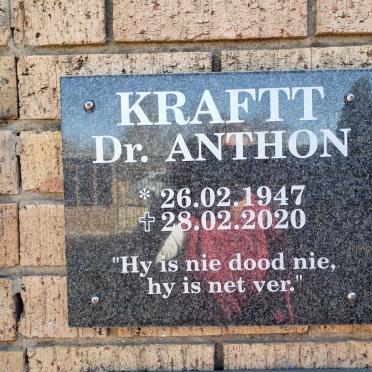 KRAFTT
Dr. ANTHON
* 26.02.1947
✝ 28.02.2020
"Hy is nie dood nie,
hy is net ver."